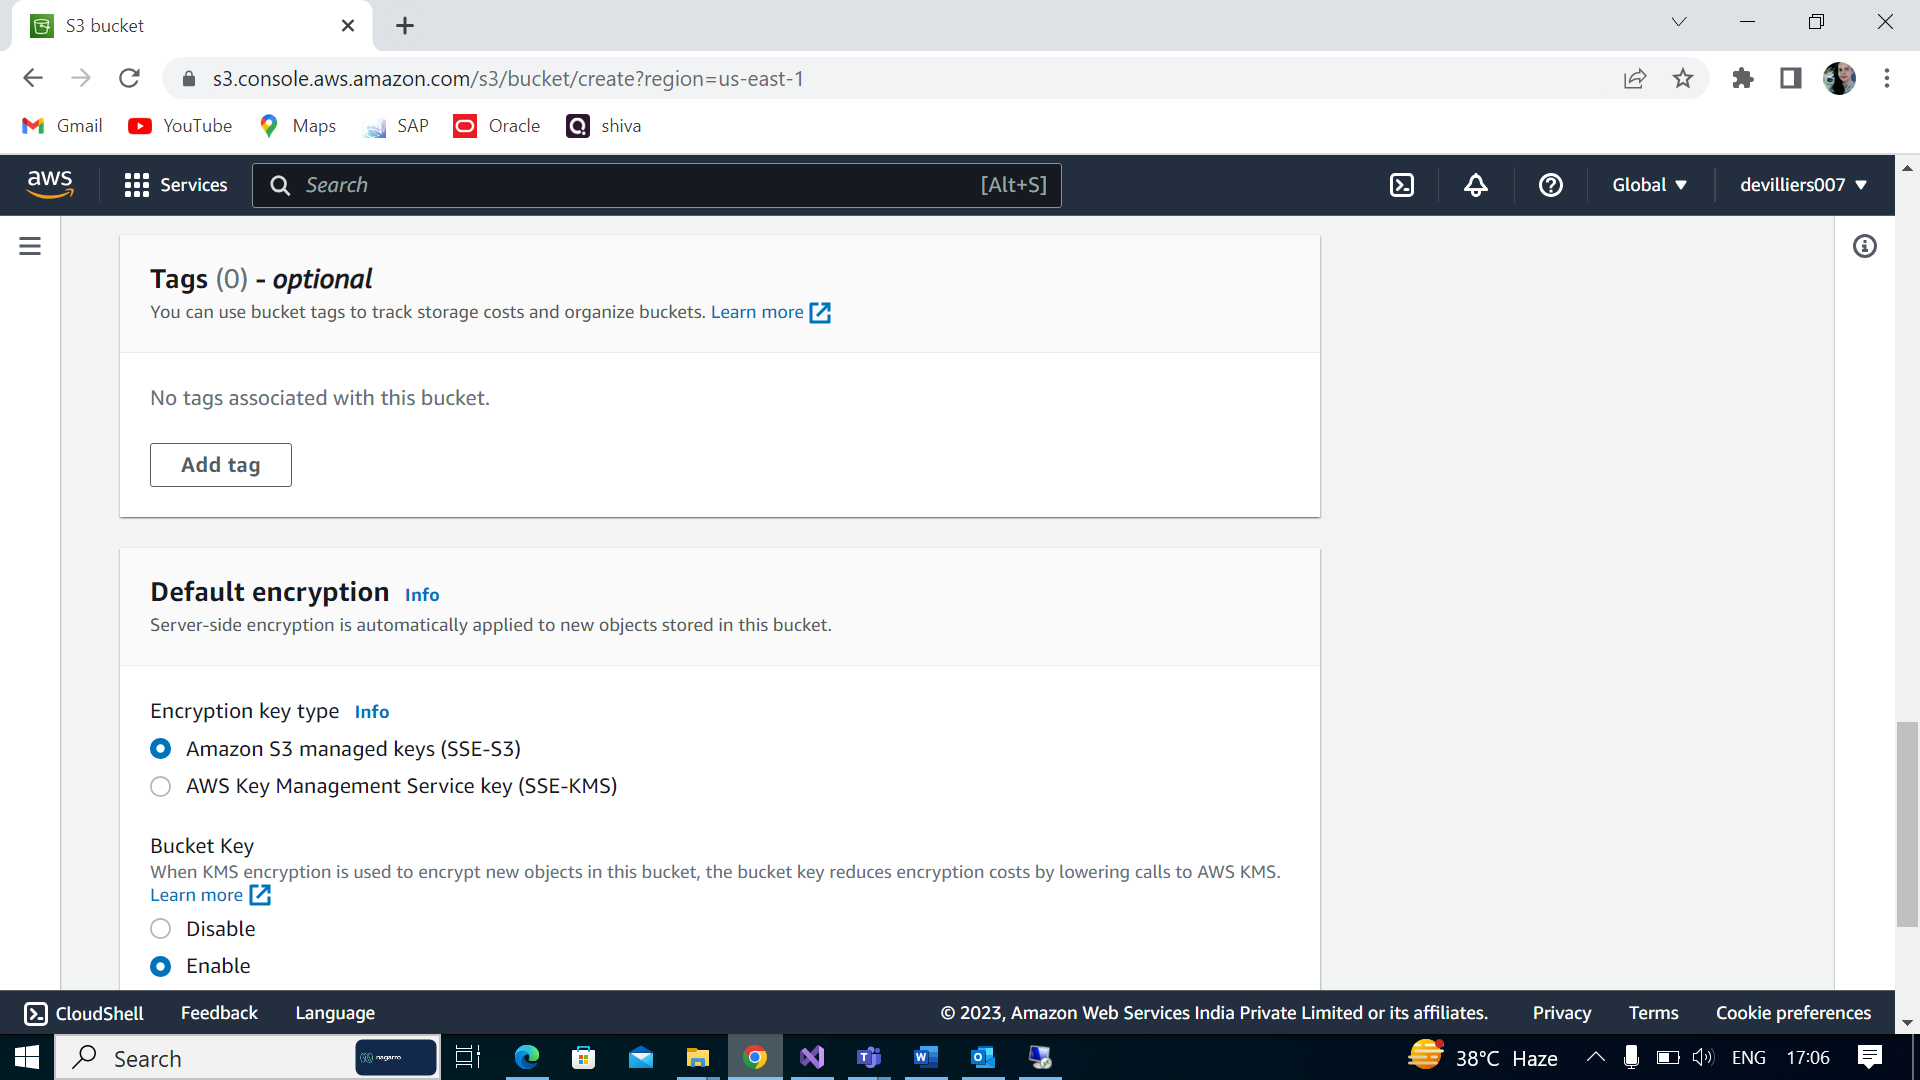 S3 bucket
s3.console.aws.amazon.com/s3/bucket/create?region=us-east-1
Gmail YouTube Maps SAP Oracle shiva
aws Services Search [Alt+S] Global devilliers007
Tags (0) - optional
You can use bucket tags to track storage costs and organize buckets. Learn more
No tags associated with this bucket.
Add tag
Default encryption Info
Server-side encryption is automatically applied to new objects stored in this bucket.
Encryption key type Info
Amazon S3 managed keys (SSE-S3)
AWS Key Management Service key (SSE-KMS)
Bucket Key
When KMS encryption is used to encrypt new objects in this bucket, the bucket key reduces encryption costs by lowering calls to AWS KMS.
Learn more
Disable
Enable
CloudShell Feedback Language © 2023, Amazon Web Services India Private Limited or its affiliates. Privacy Terms Cookie preferences
Search nagarro 38°C Haze ENG 17:06